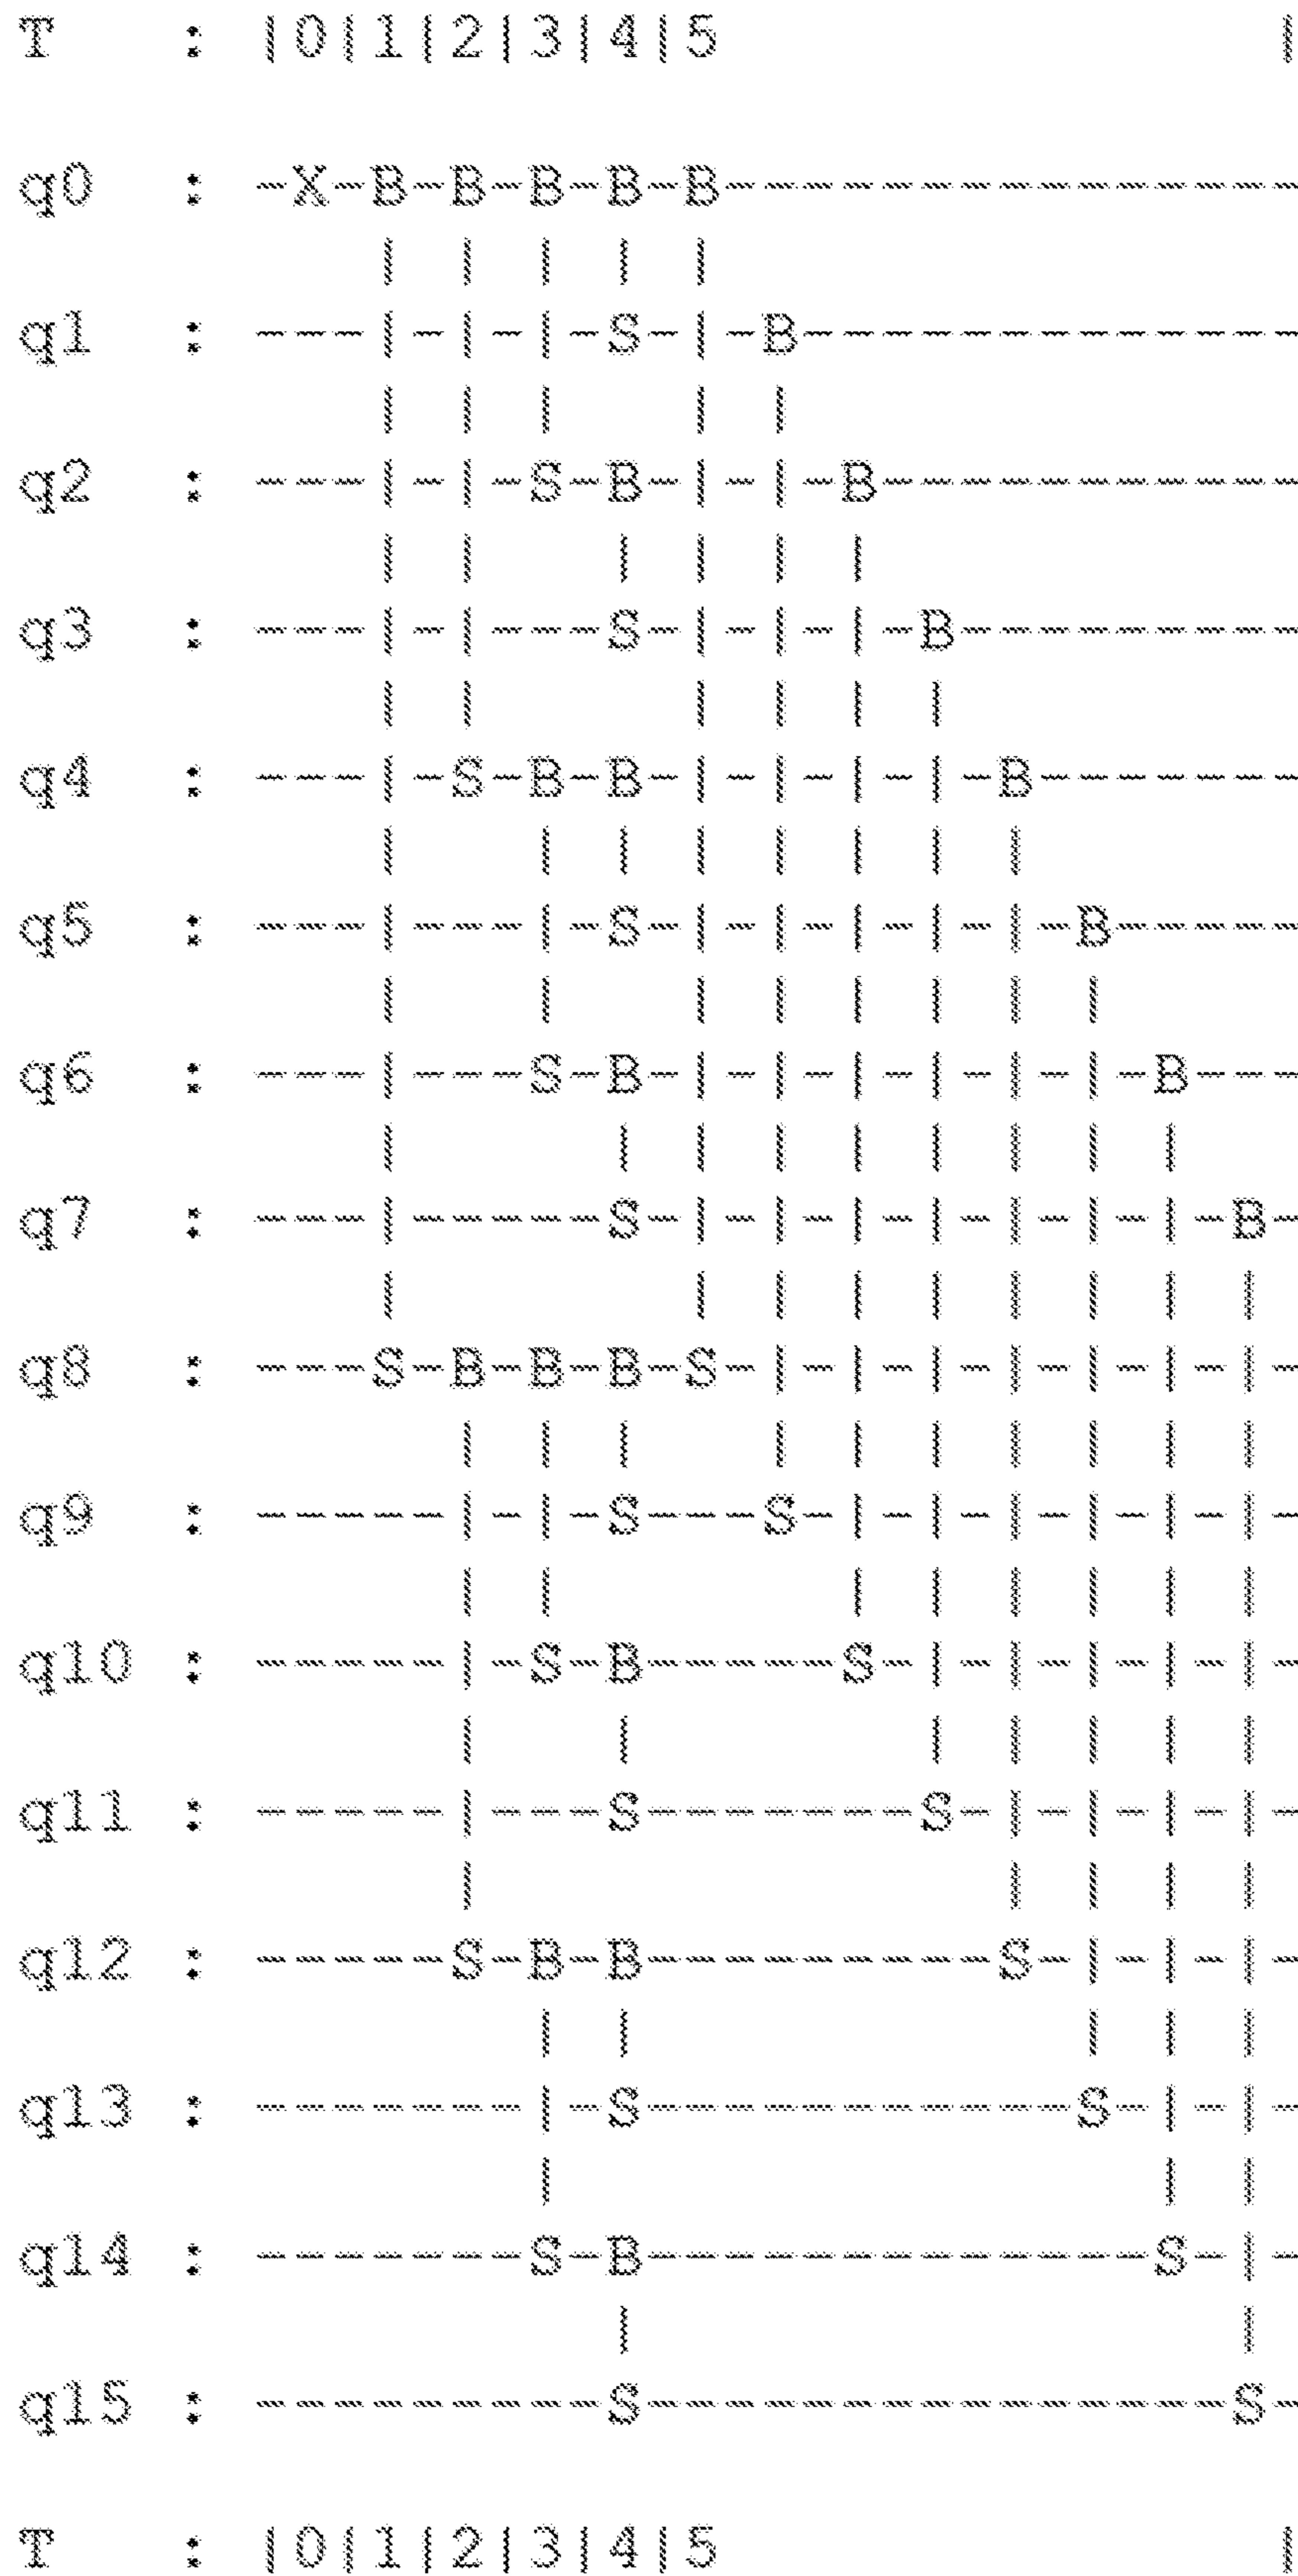 T   : |0|1|2|3|4|5              |
q0  : -X-B-B-B-B-B---------------
         | | | | |
q1  : ---|-|-|-S-|-B-------------
         | | |   | |
q2  : ---|-|-S-B-|-|-B-----------
         | |   | | | |
q3  : ---|-|---S-|-|-|-B---------
         | |     | | | |
q4  : ---|-S-B-B-|-|-|-|-B-------
         |   | | | | | | |
q5  : ---|---|-S-|-|-|-|-|-B-----
         |   |   | | | | | |
q6  : ---|---S-B-|-|-|-|-|-|-B---
         |     | | | | | | | |
q7  : ---|-----S-|-|-|-|-|-|-|-B-
         |       | | | | | | | |
q8  : ---S-B-B-B-S-|-|-|-|-|-|-|-
           | | |   | | | | | | |
q9  : -----|-|-S---S-|-|-|-|-|-|-
           | |       | | | | | |
q10 : -----|-S-B-----S-|-|-|-|-|-
           |   |       | | | | |
q11 : -----|---S-------S-|-|-|-|-
           |             | | | |
q12 : -----S-B-B---------S-|-|-|-
             | |           | | |
q13 : -------|-S-----------S-|-|-
             |               | |
q14 : -------S-B-------------S-|-
               |               |
q15 : ---------S---------------S-
T   : |0|1|2|3|4|5              |